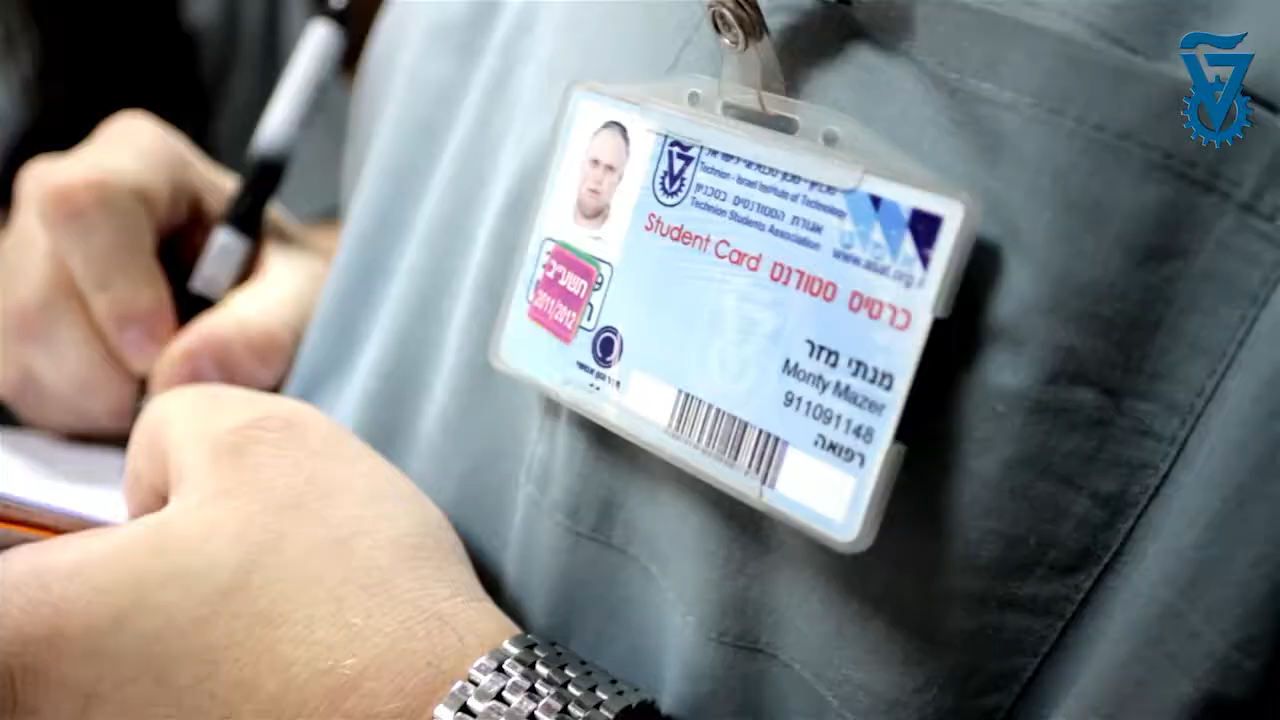 Technion - Israel Institute of Technology
אגודת הסטודנטים בטכניון
Technion Students Association
www.asat.org.il
Student Card כרטיס סטודנט
תשע"ב
2011/2012
מנתי מזר
Monty Mazer
911091148
רפואה